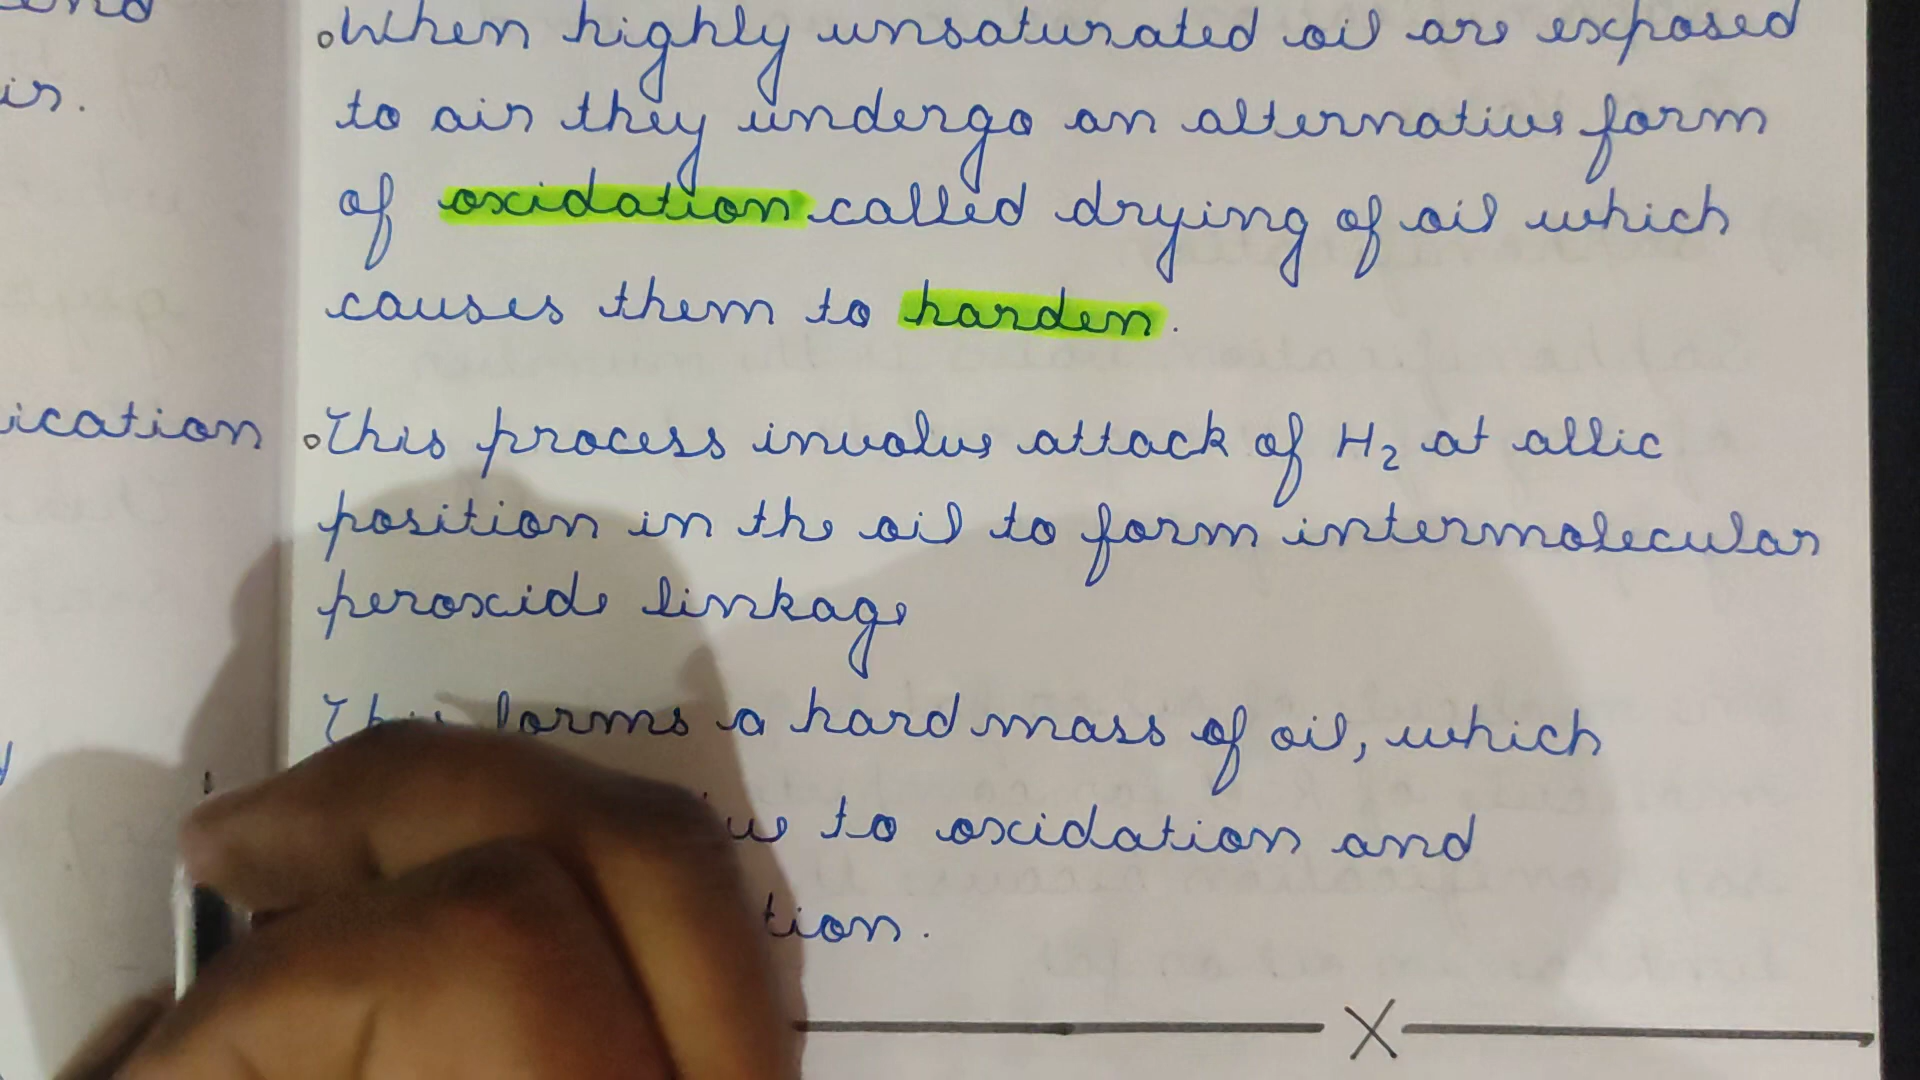 When highly unsaturated oil are exposed
to air they undergo an alternative form
of oxidation called drying of oil which
causes them to harden.
ication
This process involve attack of H2 at allic
position in the oil to form intermolecular
peroxide linkage
This forms a hard mass of oil, which
to oxidation and
tion.
X